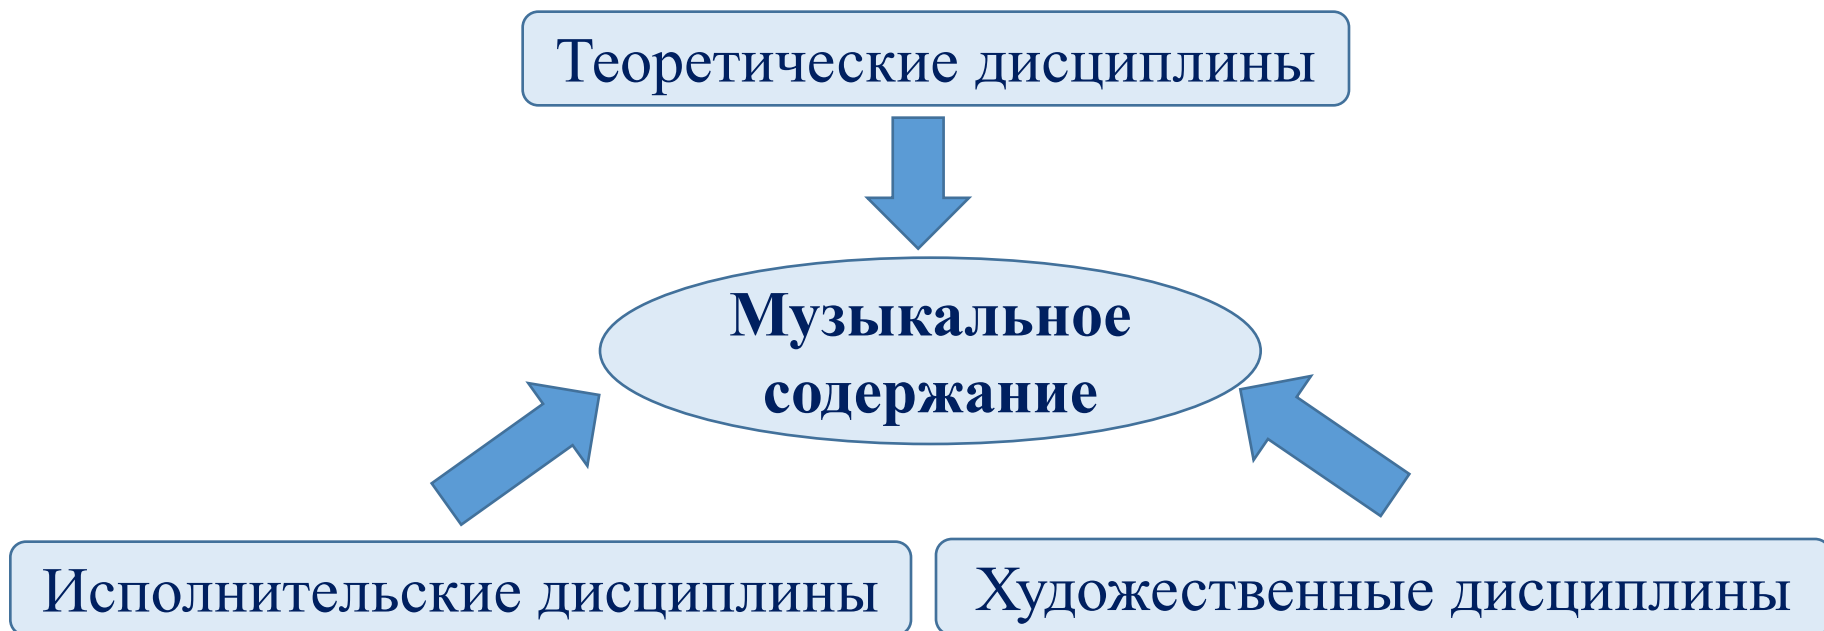 Теоретические дисциплины
Музыкальное
содержание
Исполнительские дисциплины
Художественные дисциплины